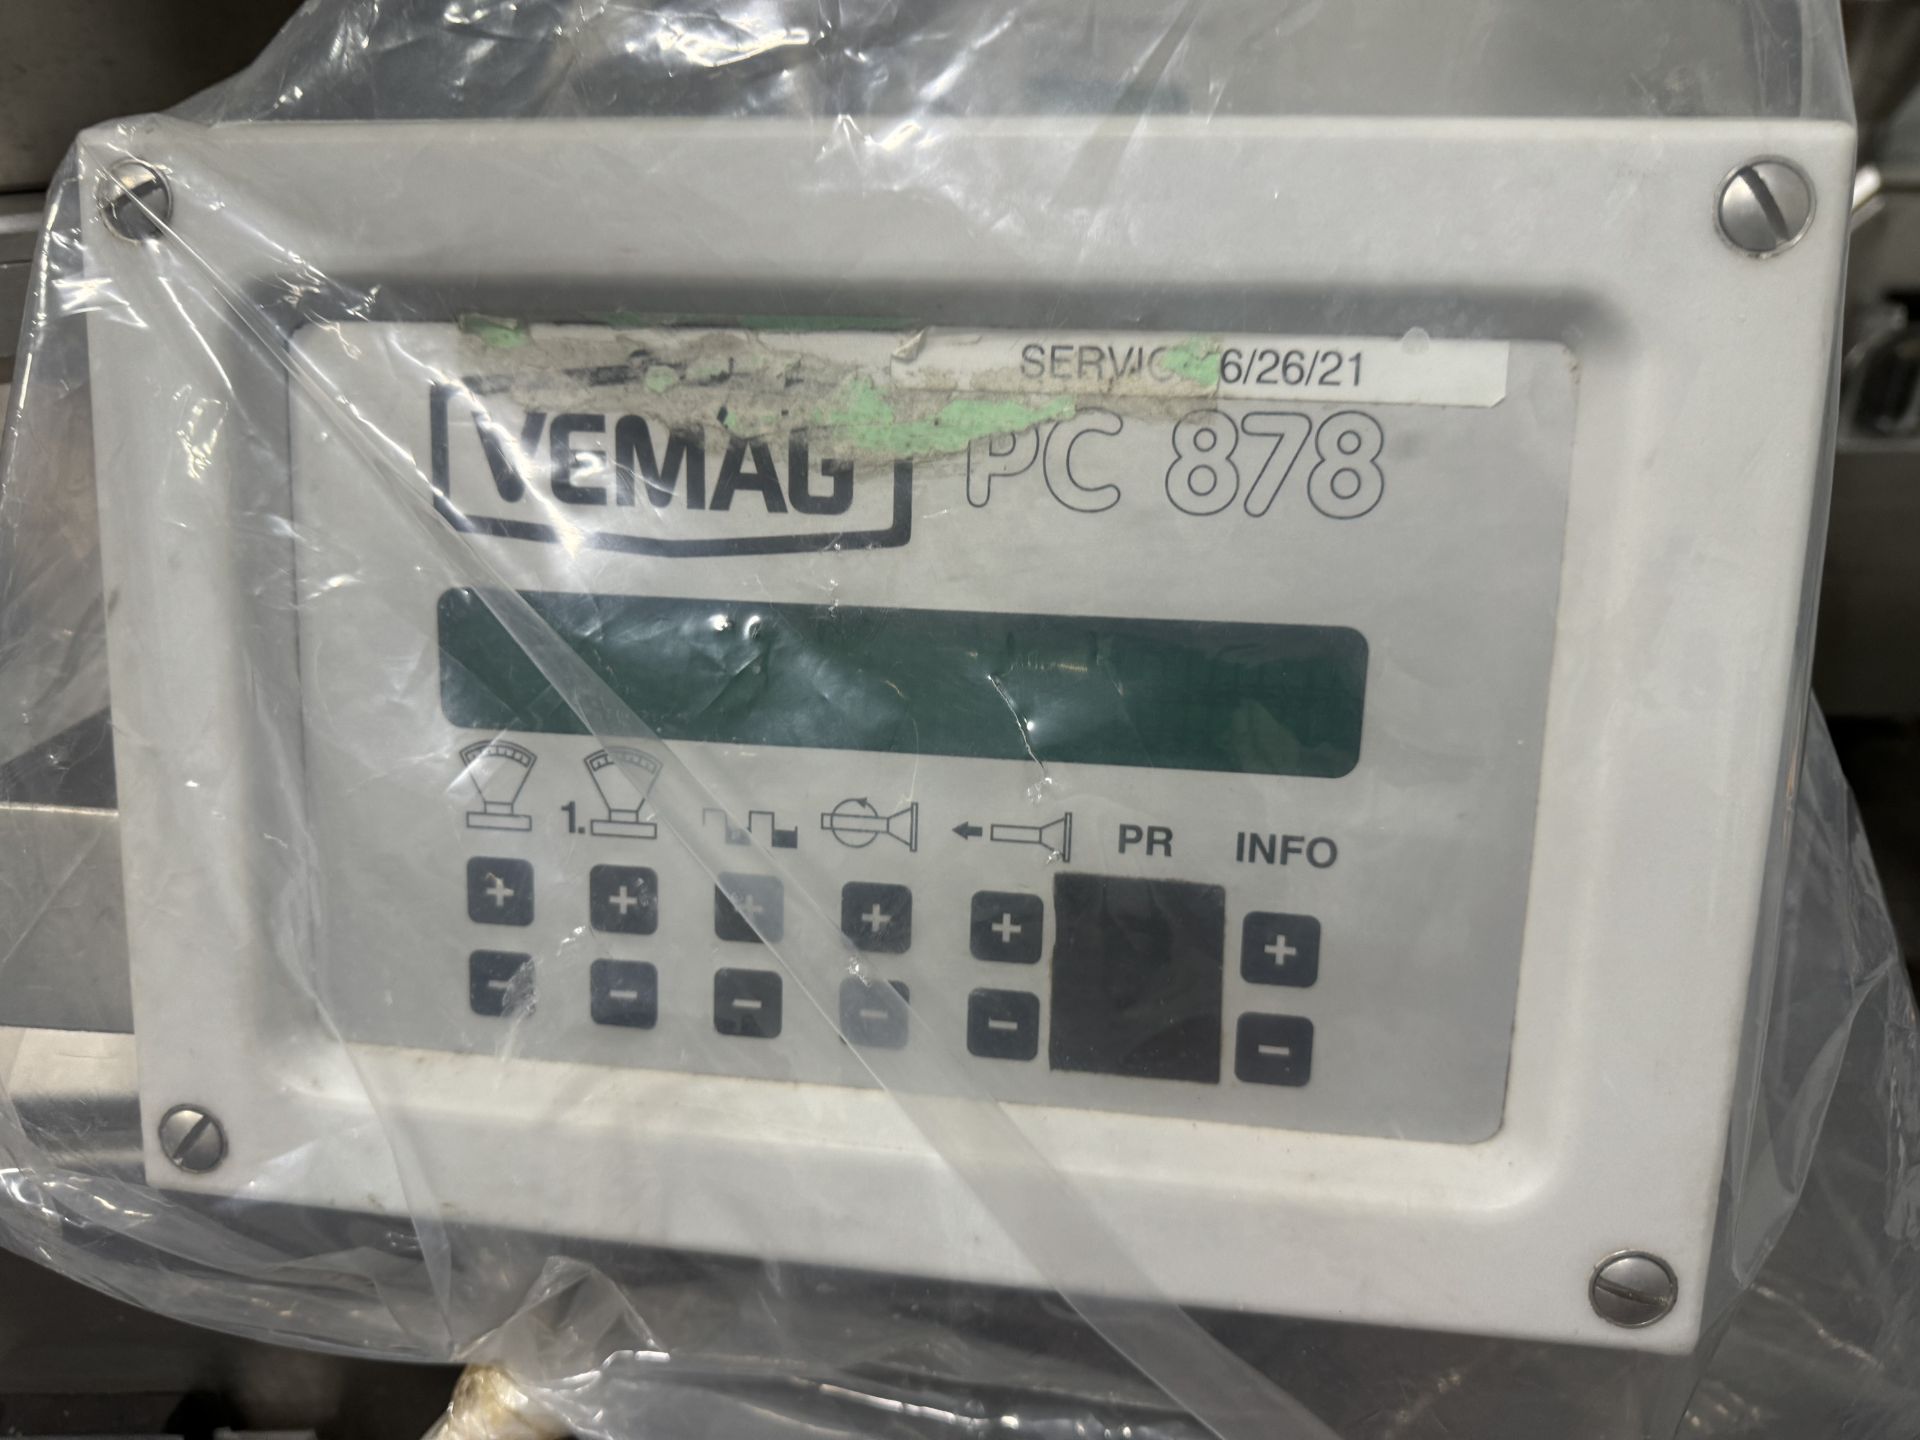 SERVIC 6/26/21
VEMAG PC 878
1. PR INFO
+ + + + + +
- - - - - -